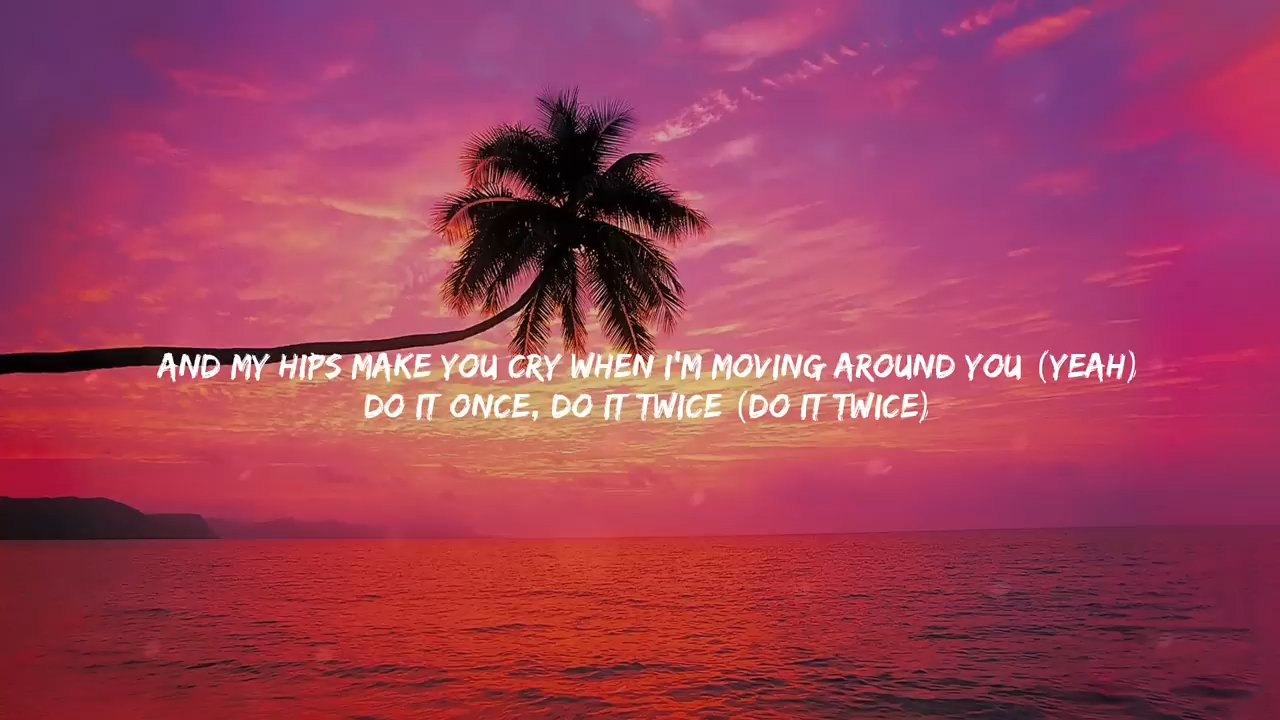 AND MY HIPS MAKE YOU CRY WHEN I'M MOVING AROUND YOU (YEAH)
DO IT ONCE, DO IT TWICE (DO IT TWICE)